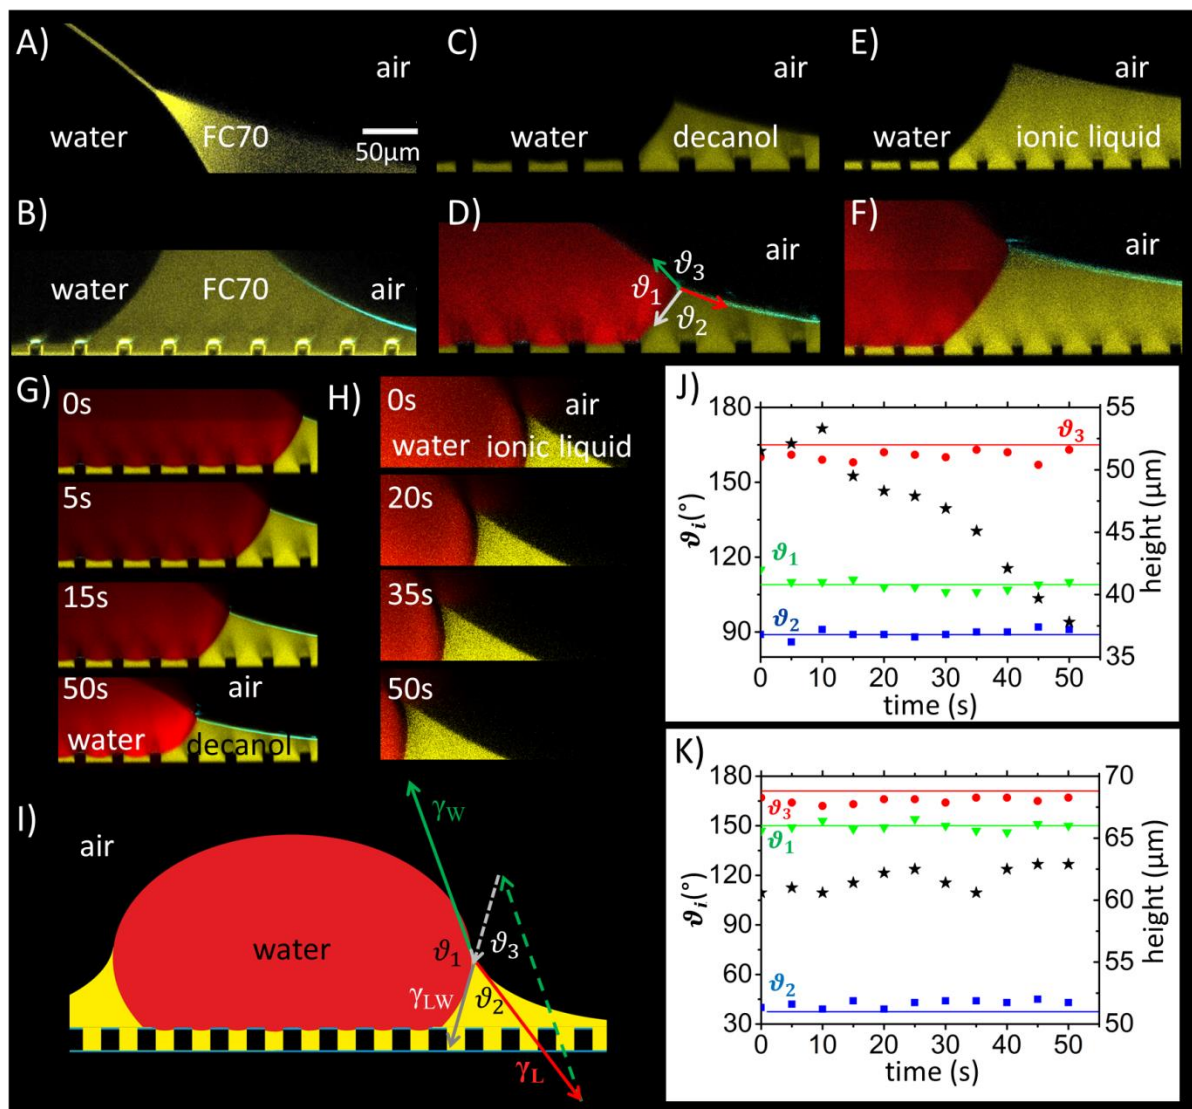 A)
air
water
FC70
50µm
B)
water
FC70
air
C)
air
water
decanol
D)
air
ϑ3
ϑ1
ϑ2
E)
air
water
ionic liquid
F)
air
G)
0s
5s
15s
50s
air
water
decanol
H)
0s
air
water
ionic liquid
20s
35s
50s
I)
air
water
γW
ϑ1
ϑ3
γLW
ϑ2
γL
J)
180
150
120
90
ϑi(°)
ϑ3
ϑ1
ϑ2
55
50
45
40
35
height (µm)
0 10 20 30 40 50
time (s)
K)
180
150
120
90
60
30
ϑi(°)
ϑ3
ϑ1
ϑ2
70
65
60
55
50
height (µm)
0 10 20 30 40 50
time (s)